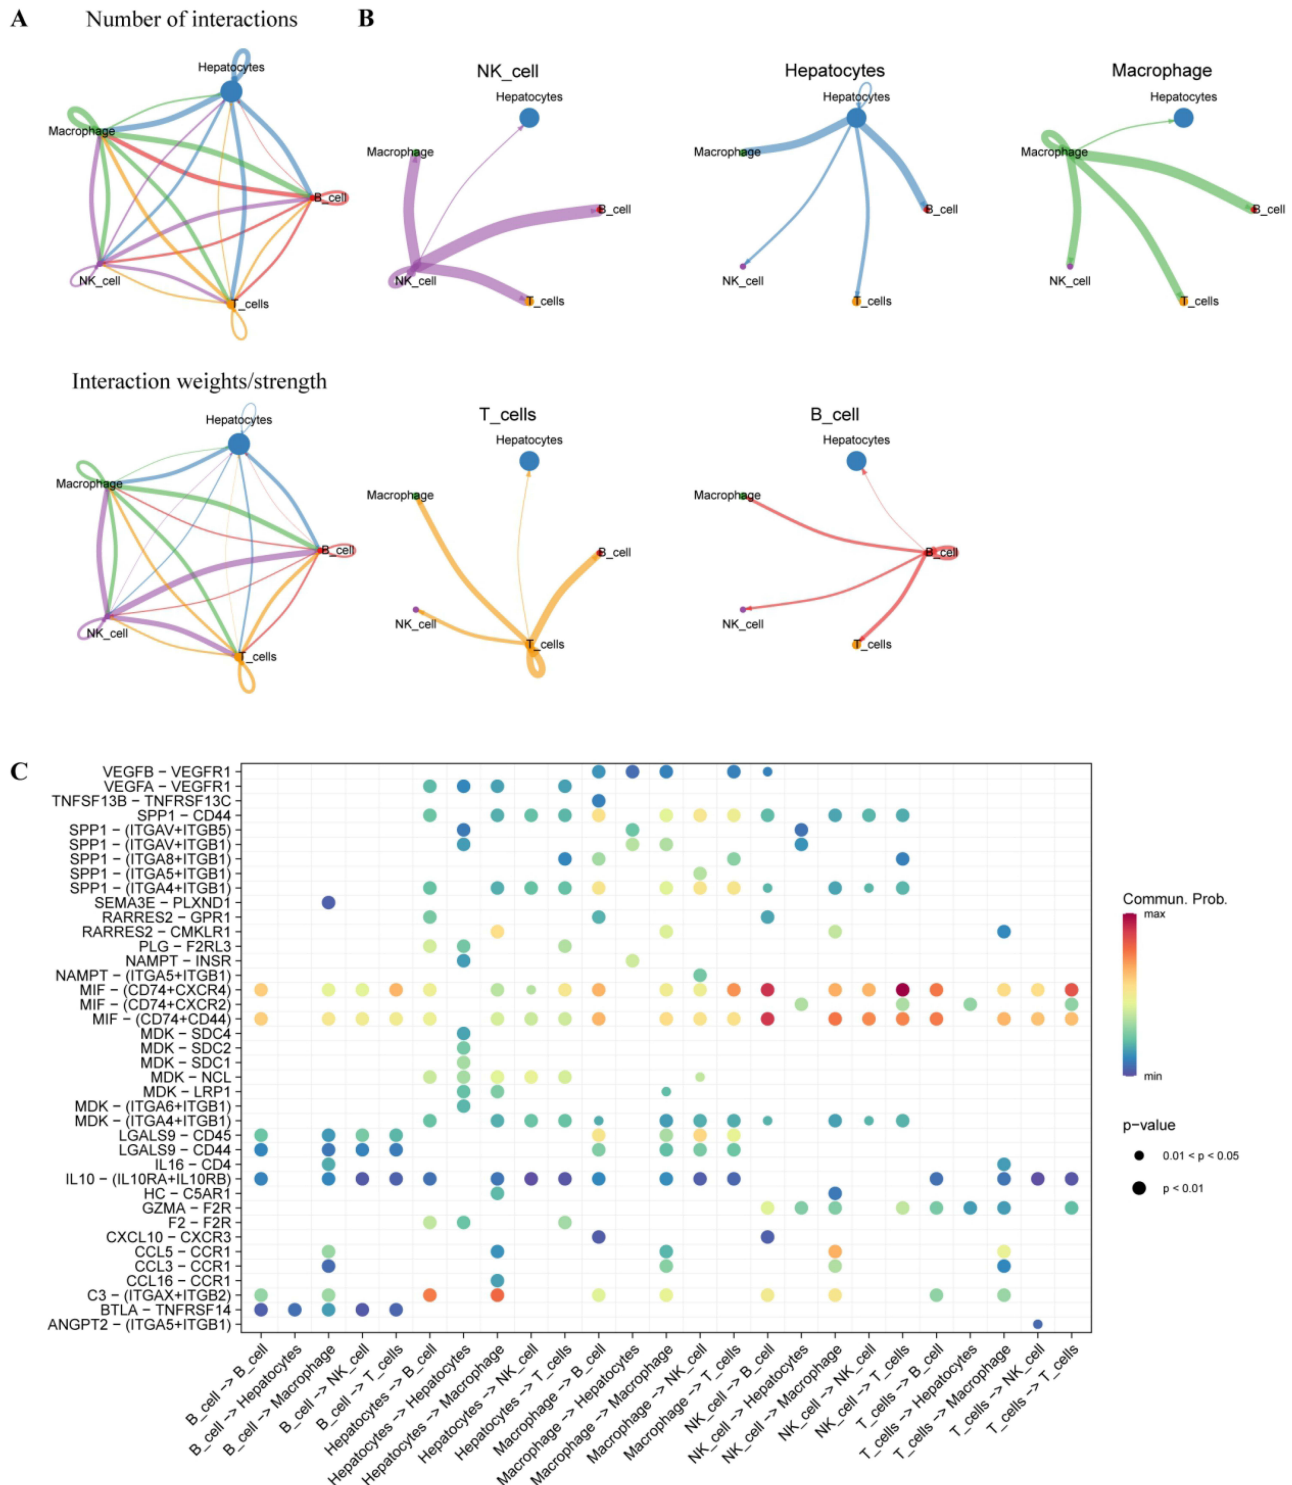 A
Number of interactions
Hepatocytes
Macrophage
B_cell
NK_cell
T_cells
Interaction weights/strength
Hepatocytes
Macrophage
B_cell
NK_cell
T_cells
B
NK_cell
Hepatocytes
Macrophage
B_cell
NK_cell
T_cells
Hepatocytes
Hepatocytes
Macrophage
B_cell
NK_cell
T_cells
Macrophage
Hepatocytes
Macrophage
B_cell
NK_cell
T_cells
T_cells
Hepatocytes
Macrophage
B_cell
NK_cell
T_cells
B_cell
Hepatocytes
Macrophage
B_cell
NK_cell
T_cells
C
VEGFB − VEGFR1
VEGFA − VEGFR1
TNFSF13B − TNFRSF13C
SPP1 − CD44
SPP1 − (ITGAV+ITGB5)
SPP1 − (ITGAV+ITGB1)
SPP1 − (ITGA8+ITGB1)
SPP1 − (ITGA5+ITGB1)
SPP1 − (ITGA4+ITGB1)
SEMA3E − PLXND1
RARRES2 − GPR1
RARRES2 − CMKLR1
PLG − F2RL3
NAMPT − INSR
NAMPT − (ITGA5+ITGB1)
MIF − (CD74+CXCR4)
MIF − (CD74+CXCR2)
MIF − (CD74+CD44)
MDK − SDC4
MDK − SDC2
MDK − SDC1
MDK − NCL
MDK − LRP1
MDK − (ITGA6+ITGB1)
MDK − (ITGA4+ITGB1)
LGALS9 − CD45
LGALS9 − CD44
IL16 − CD4
IL10 − (IL10RA+IL10RB)
HC − C5AR1
GZMA − F2R
F2 − F2R
CXCL10 − CXCR3
CCL5 − CCR1
CCL3 − CCR1
CCL16 − CCR1
C3 − (ITGAX+ITGB2)
BTLA − TNFRSF14
ANGPT2 − (ITGA5+ITGB1)
B_cell -> B_cell
B_cell -> Hepatocytes
B_cell -> Macrophage
B_cell -> NK_cell
B_cell -> T_cells
Hepatocytes -> B_cell
Hepatocytes -> Hepatocytes
Hepatocytes -> Macrophage
Hepatocytes -> NK_cell
Hepatocytes -> T_cells
Macrophage -> B_cell
Macrophage -> Hepatocytes
Macrophage -> Macrophage
Macrophage -> NK_cell
Macrophage -> T_cells
NK_cell -> B_cell
NK_cell -> Hepatocytes
NK_cell -> Macrophage
NK_cell -> NK_cell
NK_cell -> T_cells
T_cells -> B_cell
T_cells -> Hepatocytes
T_cells -> Macrophage
T_cells -> NK_cell
T_cells -> T_cells
Commun. Prob.
max
min
p−value
0.01 < p < 0.05
p < 0.01